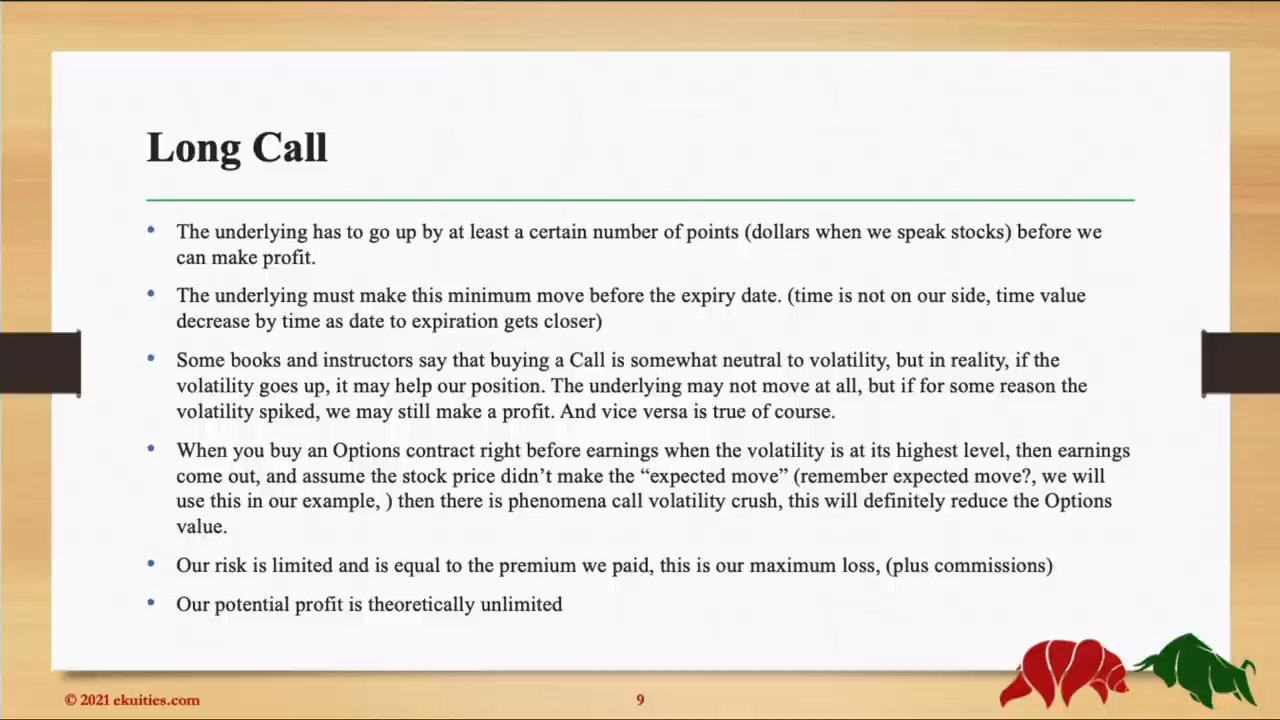 Long Call
• The underlying has to go up by at least a certain number of points (dollars when we speak stocks) before we
can make profit.
• The underlying must make this minimum move before the expiry date. (time is not on our side, time value
decrease by time as date to expiration gets closer)
• Some books and instructors say that buying a Call is somewhat neutral to volatility, but in reality, if the
volatility goes up, it may help our position. The underlying may not move at all, but if for some reason the
volatility spiked, we may still make a profit. And vice versa is true of course.
• When you buy an Options contract right before earnings when the volatility is at its highest level, then earnings
come out, and assume the stock price didn’t make the “expected move” (remember expected move?, we will
use this in our example, ) then there is phenomena call volatility crush, this will definitely reduce the Options
value.
• Our risk is limited and is equal to the premium we paid, this is our maximum loss, (plus commissions)
• Our potential profit is theoretically unlimited
© 2021 ekuities.com
9